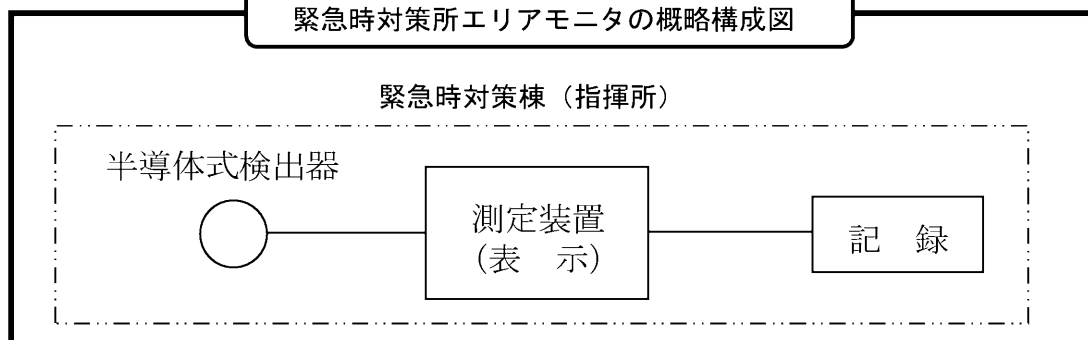 緊急時対策所エリアモニタの概略構成図
緊急時対策棟（指揮所）
半導体式検出器
測定装置
(表　示)
記　録